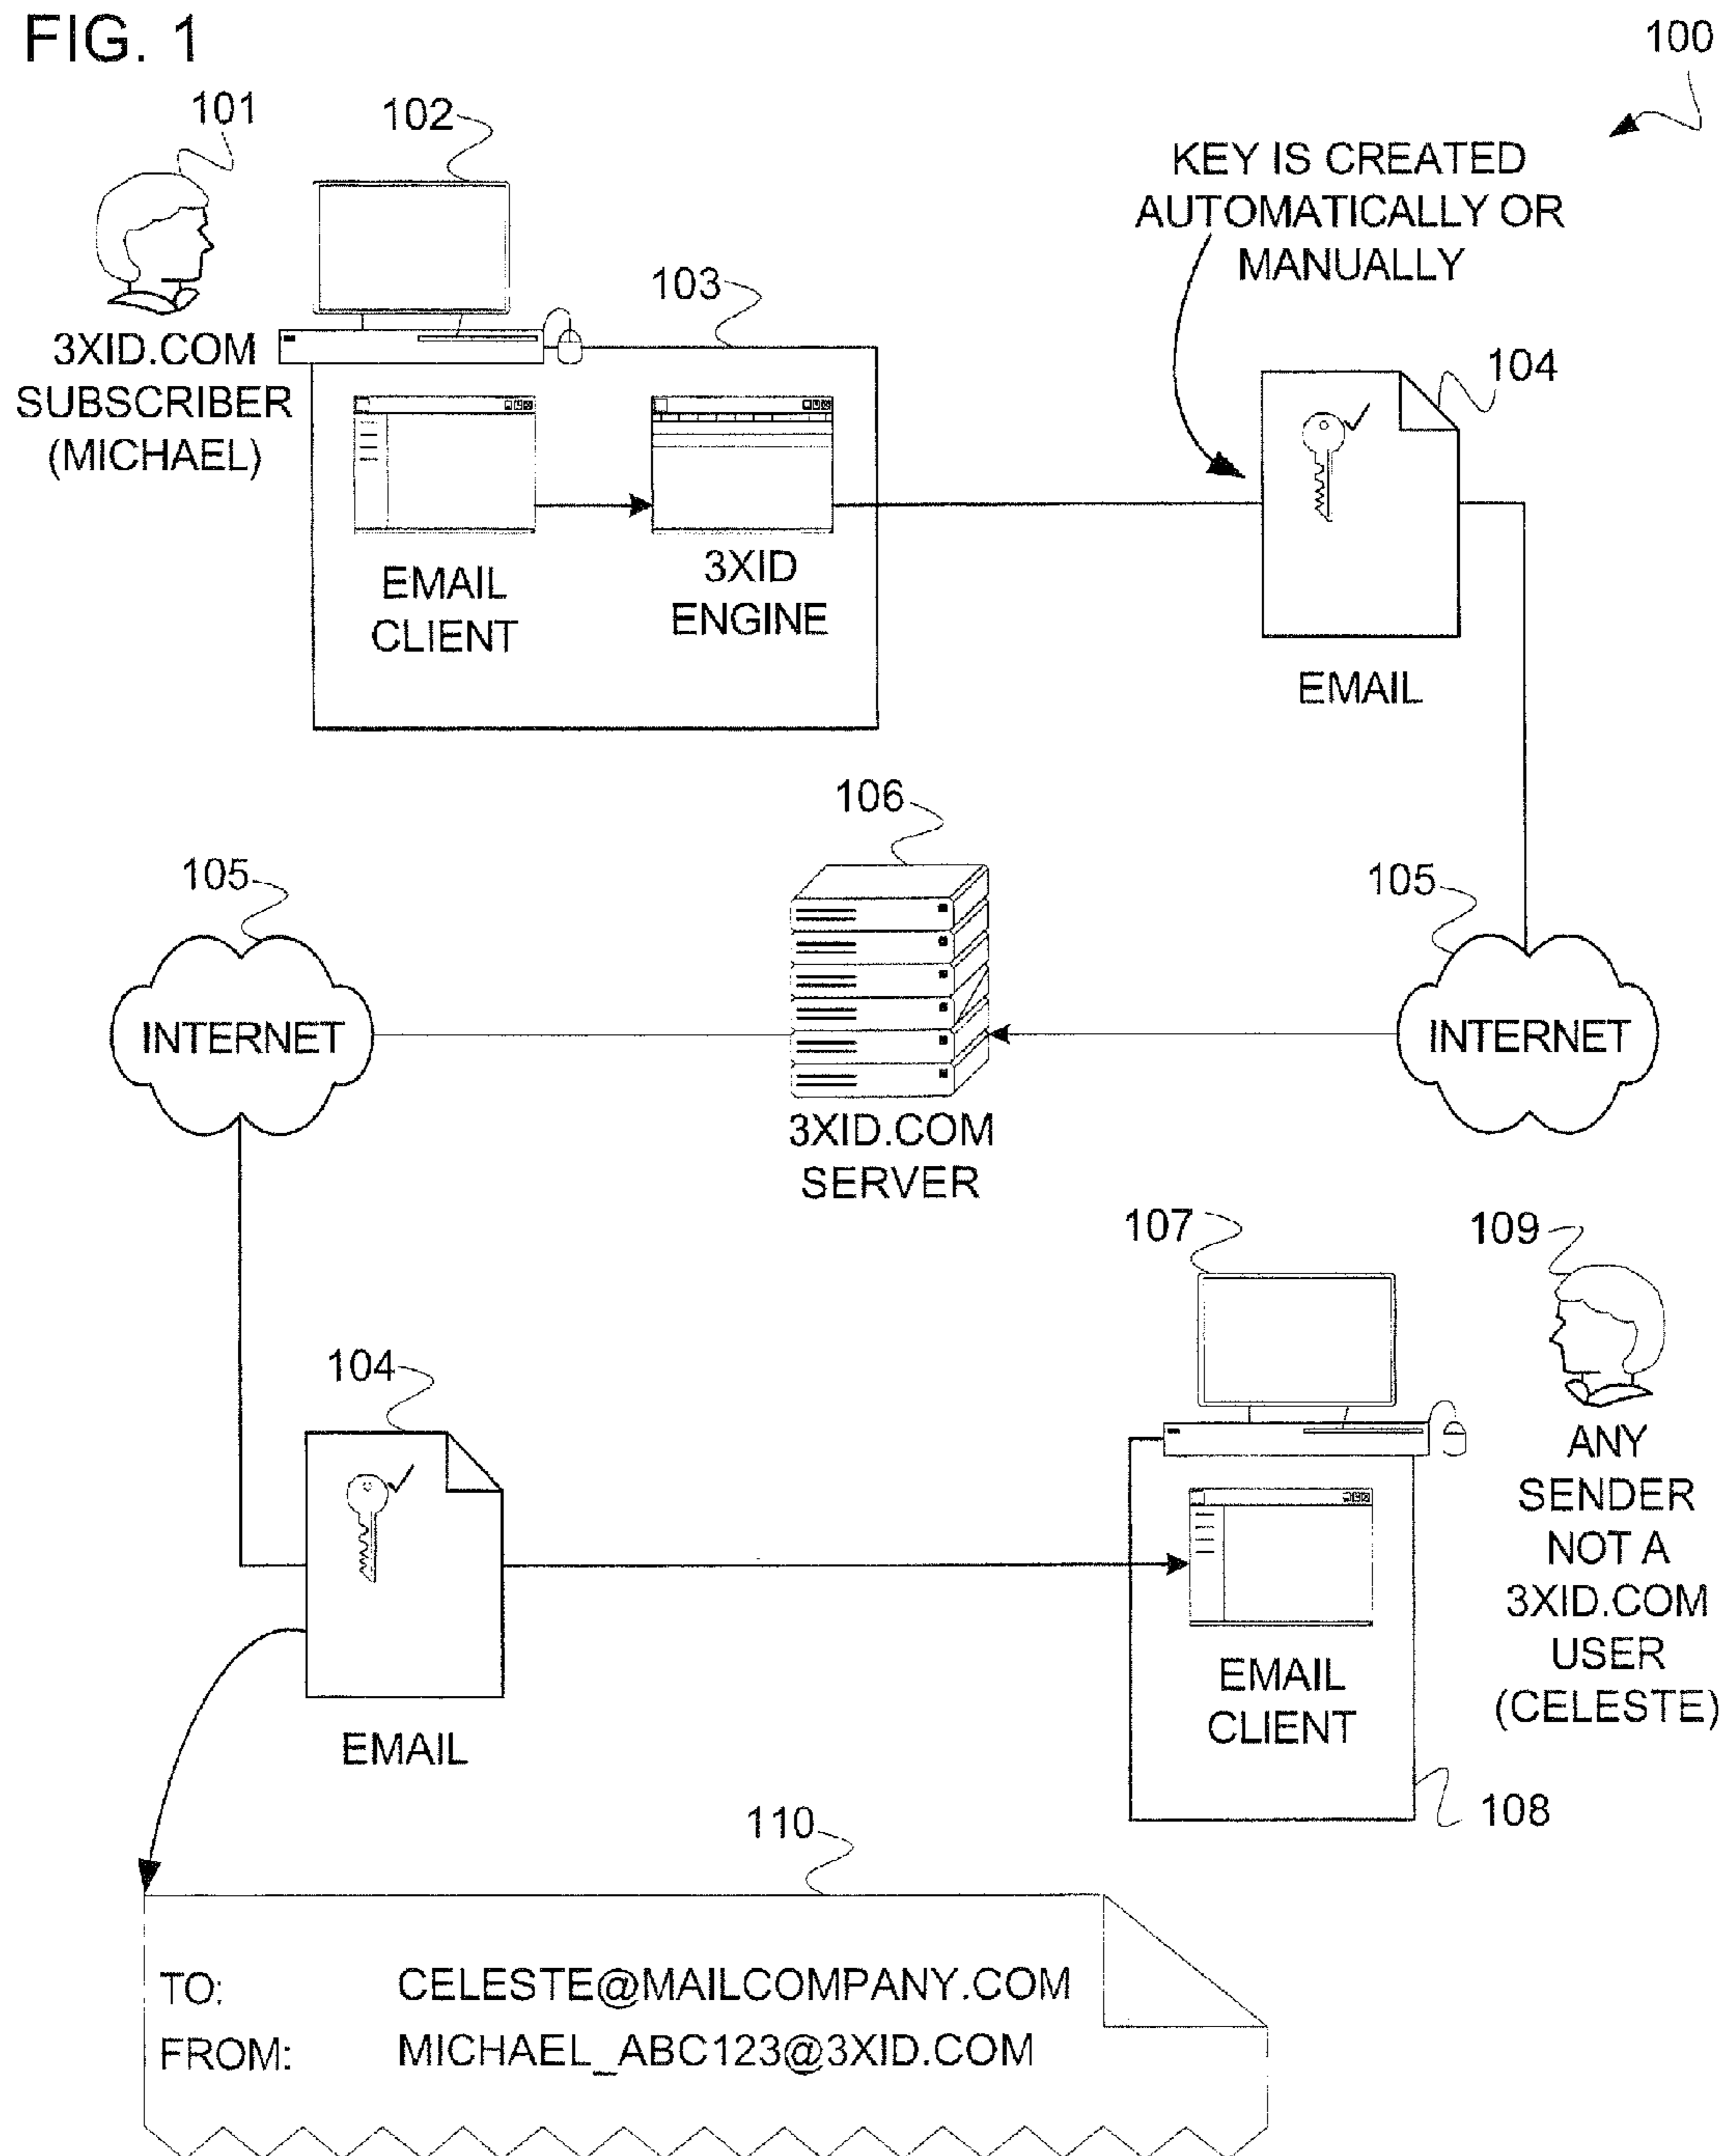 FIG. 1
100
101
102
KEY IS CREATED
AUTOMATICALLY OR
MANUALLY
103
3XID.COM
SUBSCRIBER
(MICHAEL)
104
EMAIL
CLIENT
3XID
ENGINE
EMAIL
106
105
105
INTERNET
INTERNET
3XID.COM
SERVER
107
109
104
ANY
SENDER
NOT A
3XID.COM
USER
(CELESTE)
EMAIL
CLIENT
EMAIL
108
110
TO: CELESTE@MAILCOMPANY.COM
FROM: MICHAEL_ABC123@3XID.COM